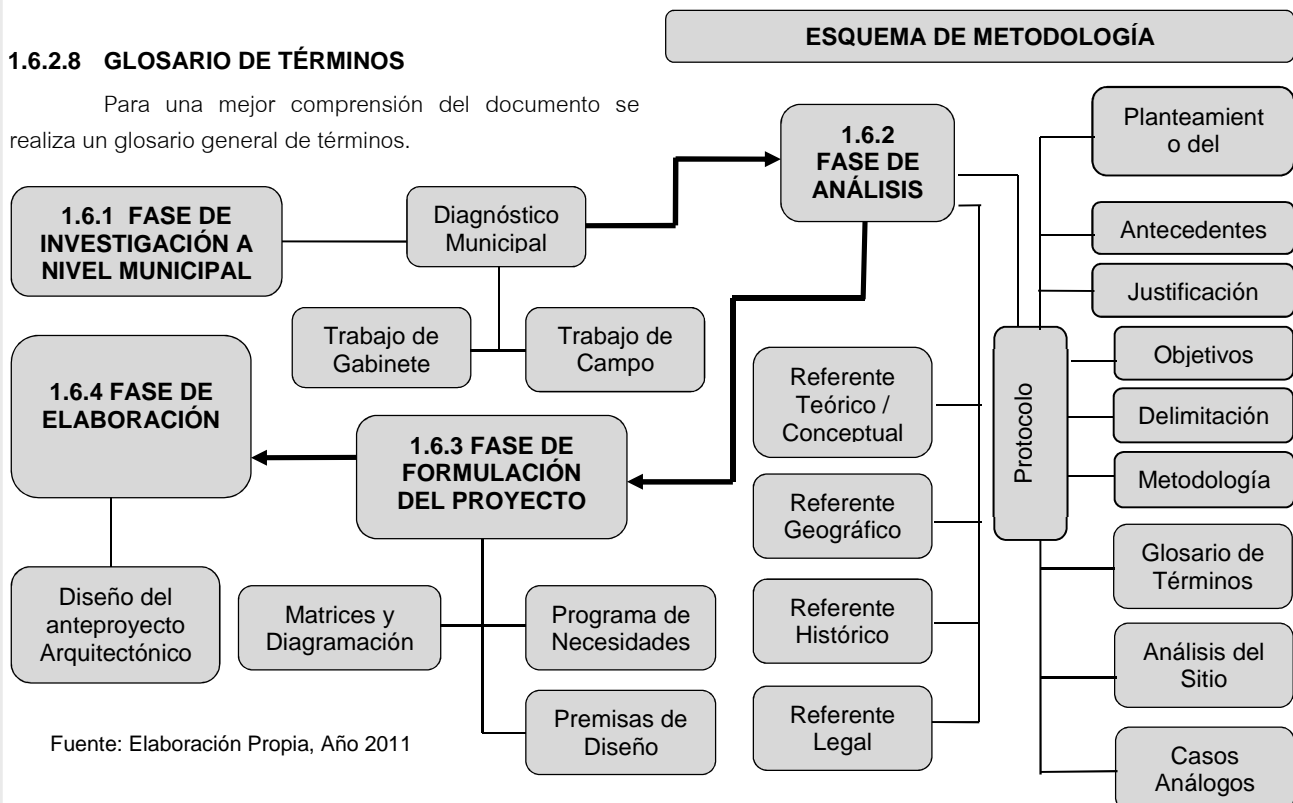 ESQUEMA DE METODOLOGÍA
1.6.2.8 GLOSARIO DE TÉRMINOS
Para una mejor comprensión del documento se
realiza un glosario general de términos.
1.6.1 FASE DE
INVESTIGACIÓN A
NIVEL MUNICIPAL
Diagnóstico
Municipal
Trabajo de
Gabinete
Trabajo de
Campo
1.6.2
FASE DE
ANÁLISIS
Planteamient
o del
Antecedentes
Justificación
Objetivos
Delimitación
Metodología
Glosario de
Términos
Análisis del
Sitio
Casos
Análogos
Protocolo
Referente
Teórico /
Conceptual
Referente
Geográfico
Referente
Histórico
Referente
Legal
1.6.3 FASE DE
FORMULACIÓN
DEL PROYECTO
Matrices y
Diagramación
Programa de
Necesidades
Premisas de
Diseño
1.6.4 FASE DE
ELABORACIÓN
Diseño del
anteproyecto
Arquitectónico
Fuente: Elaboración Propia, Año 2011